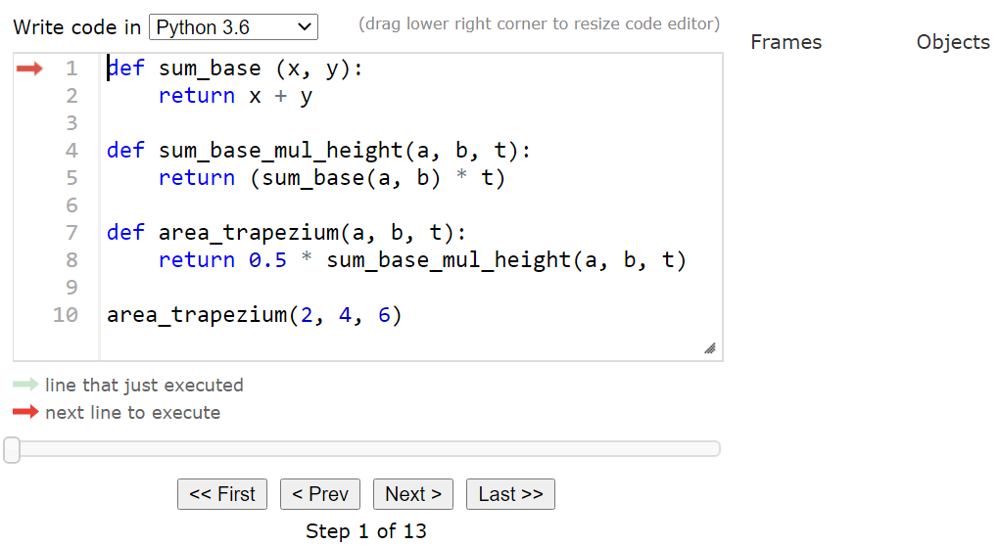 Write code in Python 3.6 (drag lower right corner to resize code editor)
Frames Objects
1 def sum_base (x, y):
2     return x + y
3
4 def sum_base_mul_height(a, b, t):
5     return (sum_base(a, b) * t)
6
7 def area_trapezium(a, b, t):
8     return 0.5 * sum_base_mul_height(a, b, t)
9
10 area_trapezium(2, 4, 6)
line that just executed
next line to execute
<< First < Prev Next > Last >>
Step 1 of 13